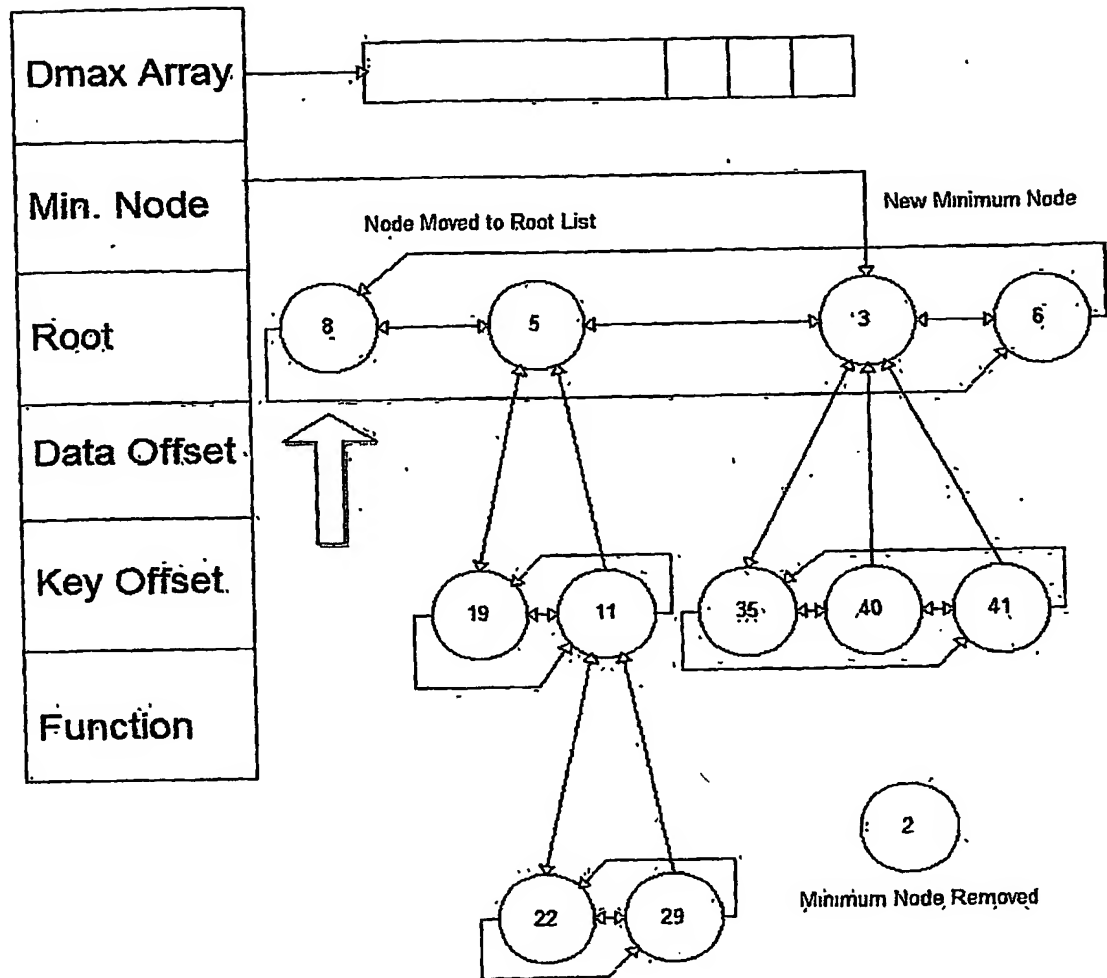 Dmax Array
Min. Node
Node Moved to Root List
New Minimum Node
Root
8
5
3
6
Data Offset
Key Offset
19
11
35
40
41
Function
2
Minimum Node Removed
22
29